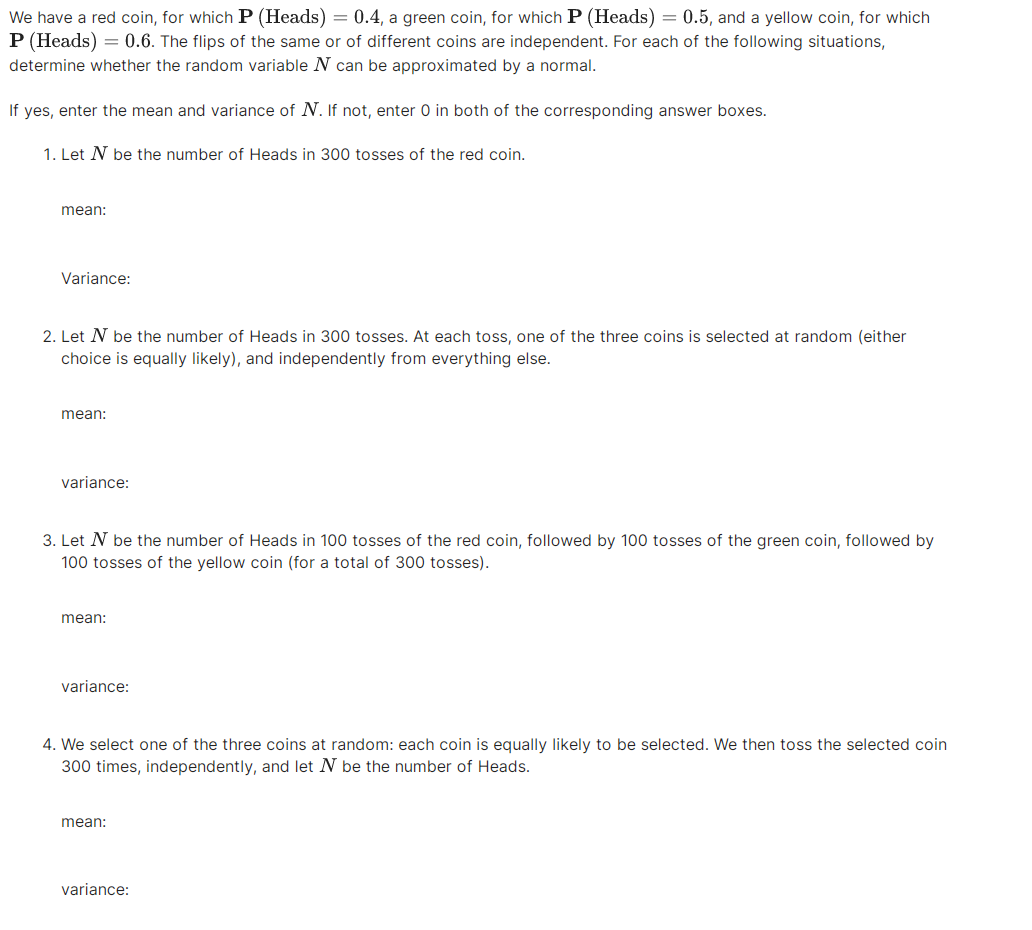 We have a red coin, for which P (Heads) = 0.4, a green coin, for which P (Heads) = 0.5, and a yellow coin, for which
P (Heads) = 0.6. The flips of the same or of different coins are independent. For each of the following situations,
determine whether the random variable N can be approximated by a normal.
If yes, enter the mean and variance of N. If not, enter 0 in both of the corresponding answer boxes.
1. Let N be the number of Heads in 300 tosses of the red coin.
mean:
Variance:
2. Let N be the number of Heads in 300 tosses. At each toss, one of the three coins is selected at random (either
choice is equally likely), and independently from everything else.
mean:
variance:
3. Let N be the number of Heads in 100 tosses of the red coin, followed by 100 tosses of the green coin, followed by
100 tosses of the yellow coin (for a total of 300 tosses).
mean:
variance:
4. We select one of the three coins at random: each coin is equally likely to be selected. We then toss the selected coin
300 times, independently, and let N be the number of Heads.
mean:
variance: